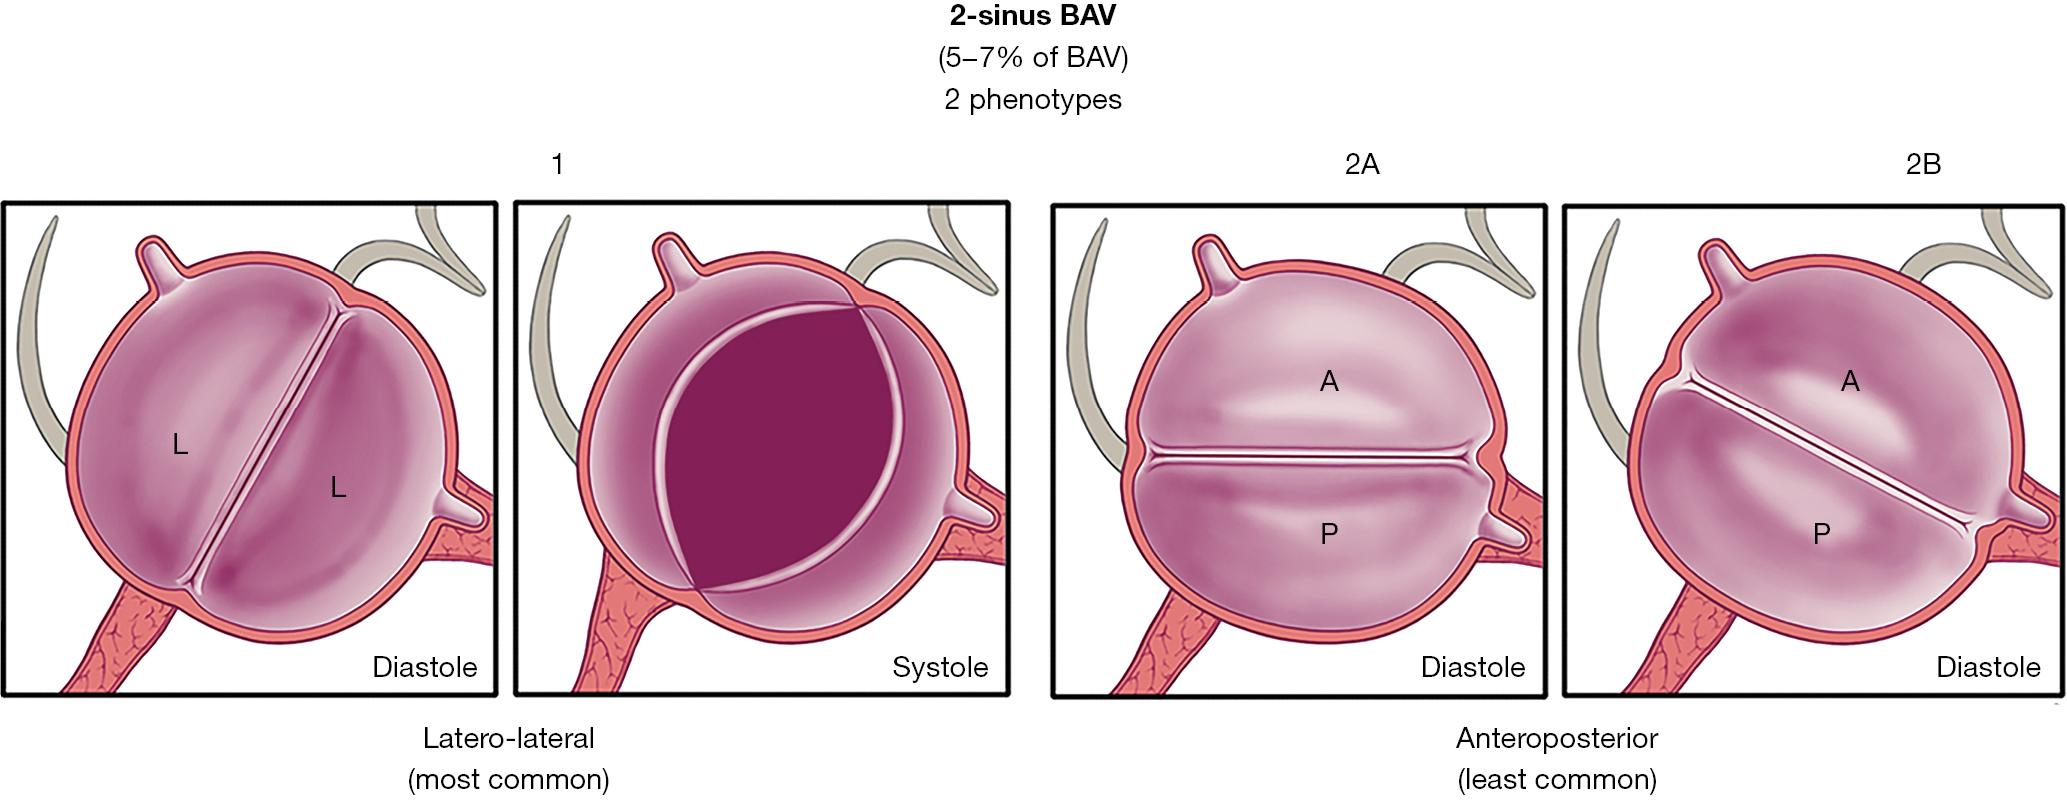 2-sinus BAV
(5–7% of BAV)
2 phenotypes
1
2A
2B
L
L
Diastole
Systole
A
P
Diastole
A
P
Diastole
Latero-lateral
(most common)
Anteroposterior
(least common)